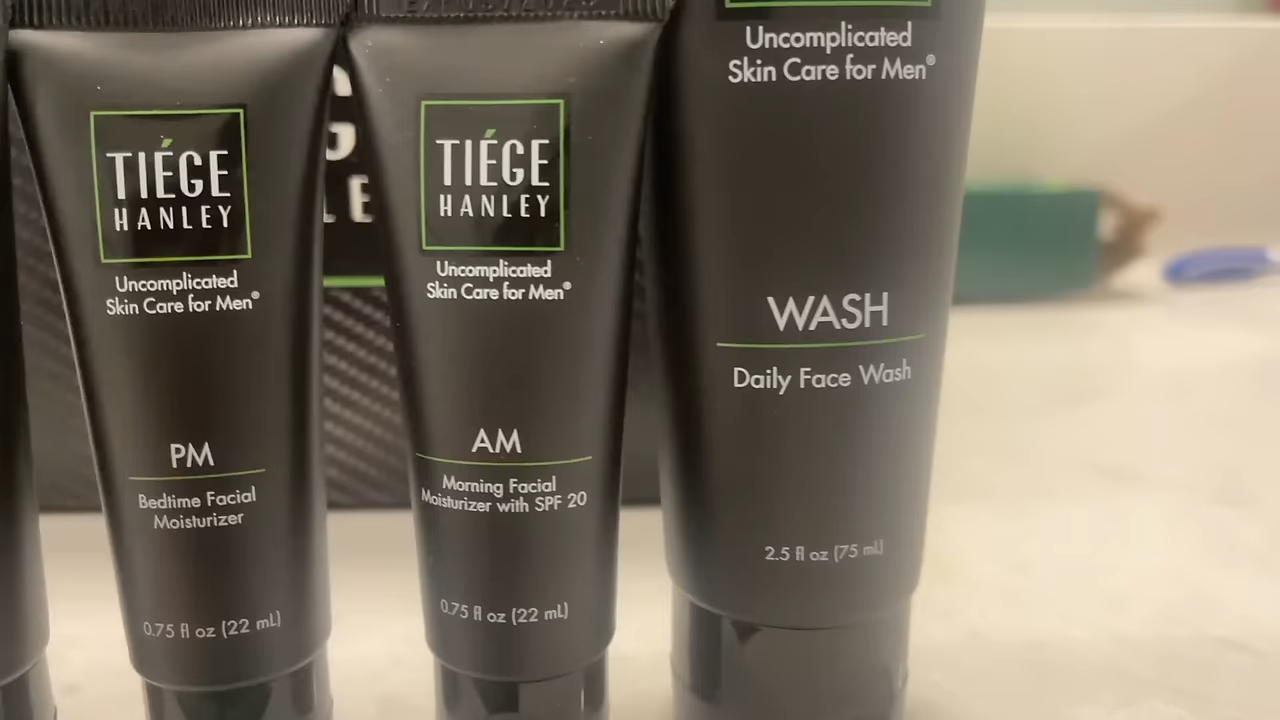 TIÉGE
HANLEY
Uncomplicated
Skin Care for Men®
PM
Bedtime Facial
Moisturizer
0.75 fl oz (22 mL)
TIÉGE
HANLEY
Uncomplicated
Skin Care for Men®
AM
Morning Facial
Moisturizer with SPF 20
0.75 fl oz (22 mL)
Uncomplicated
Skin Care for Men®
WASH
Daily Face Wash
2.5 fl oz (75 mL)